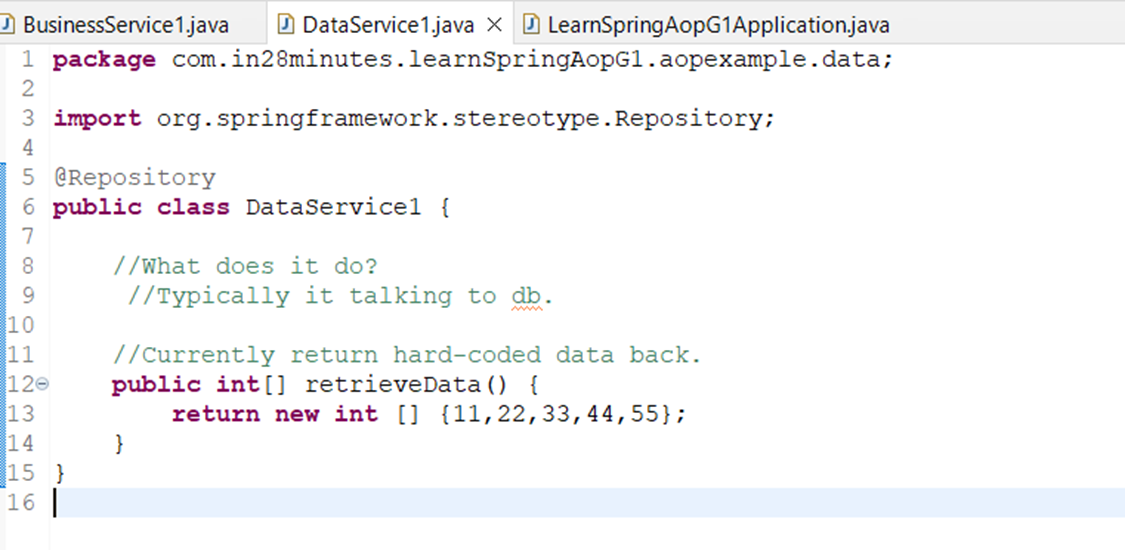 BusinessService1.java DataService1.java LearnSpringAopG1Application.java
1 package com.in28minutes.learnSpringAopG1.aopexample.data;
2
3 import org.springframework.stereotype.Repository;
4
5 @Repository
6 public class DataService1 {
7
8 //What does it do?
9 //Typically it talking to db.
10
11 //Currently return hard-coded data back.
12 public int[] retrieveData() {
13 return new int [] {11,22,33,44,55};
14 }
15 }
16